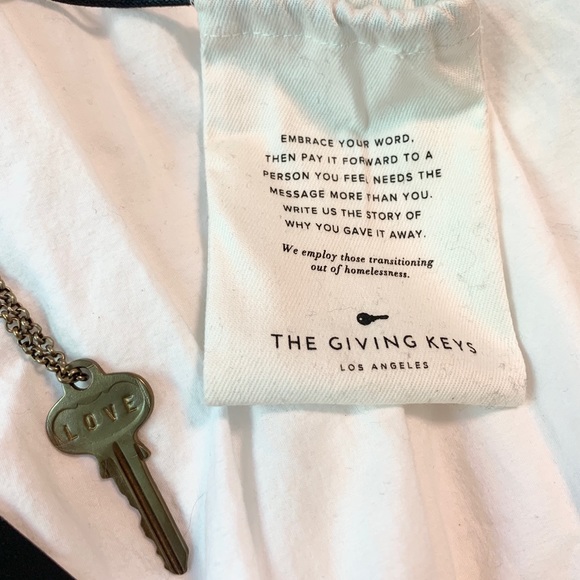 EMBRACE YOUR WORD,
THEN PAY IT FORWARD TO A
PERSON YOU FEEL NEEDS THE
MESSAGE MORE THAN YOU.
WRITE US THE STORY OF
WHY YOU GAVE IT AWAY.
We employ those transitioning
out of homelessness.
THE GIVING KEYS
LOS ANGELES
LOVE